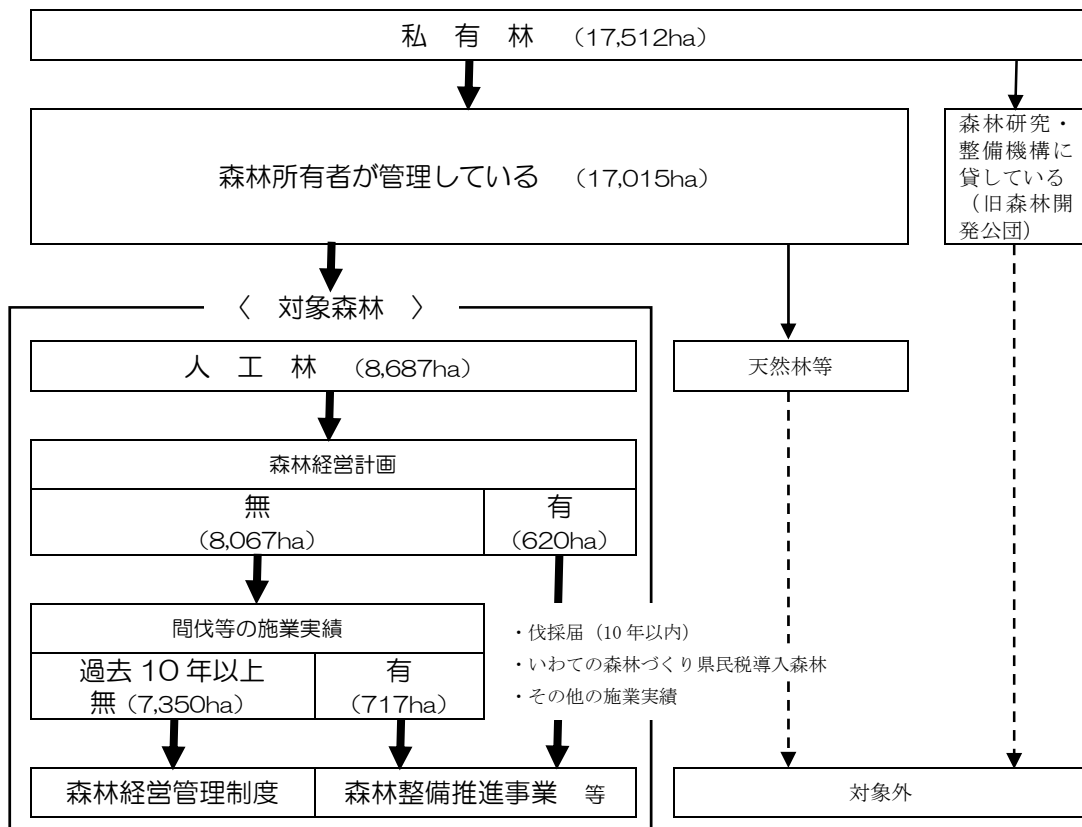 私 有 林 （17,512ha）
森林所有者が管理している （17,015ha）
森林研究・
整備機構に
貸している
（旧森林開
発公団）
〈 対象森林 〉
人 工 林 （8,687ha）
天然林等
森林経営計画
無
（8,067ha）
有
（620ha）
間伐等の施業実績
過去 10 年以上
無（7,350ha）
有
（717ha）
・伐採届（10 年以内）
・いわての森林づくり県民税導入森林
・その他の施業実績
森林経営管理制度
森林整備推進事業 等
対象外